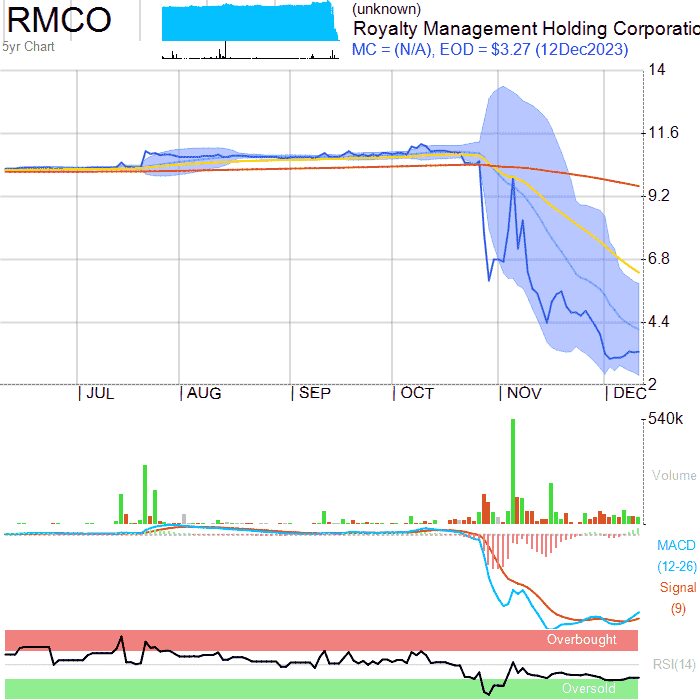 RMCO
5yr Chart
(unknown)
Royalty Management Holding Corporatio
MC = (N/A), EOD = $3.27 (12Dec2023)
14
11.6
9.2
6.8
4.4
2
JUL
AUG
SEP
OCT
NOV
DEC
540k
Volume
MACD
(12-26)
Signal
(9)
Overbought
RSI(14)
Oversold